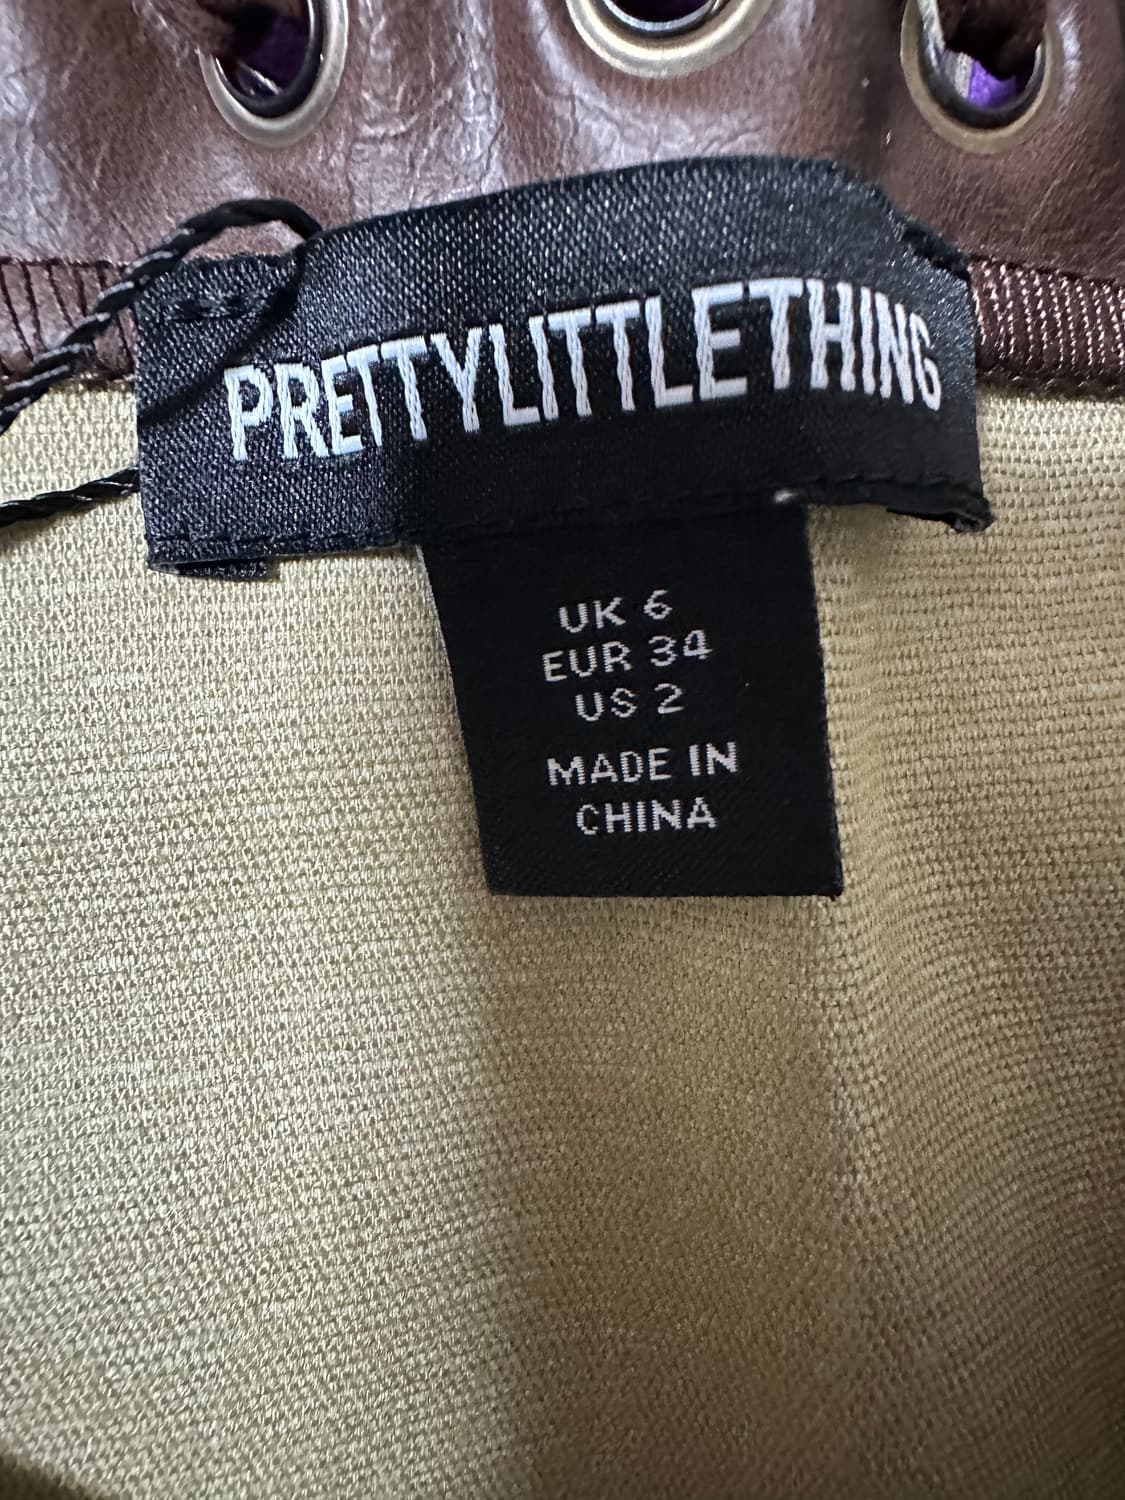 PRETTYLITTLETHING
UK 6
EUR 34
US 2
MADE IN
CHINA